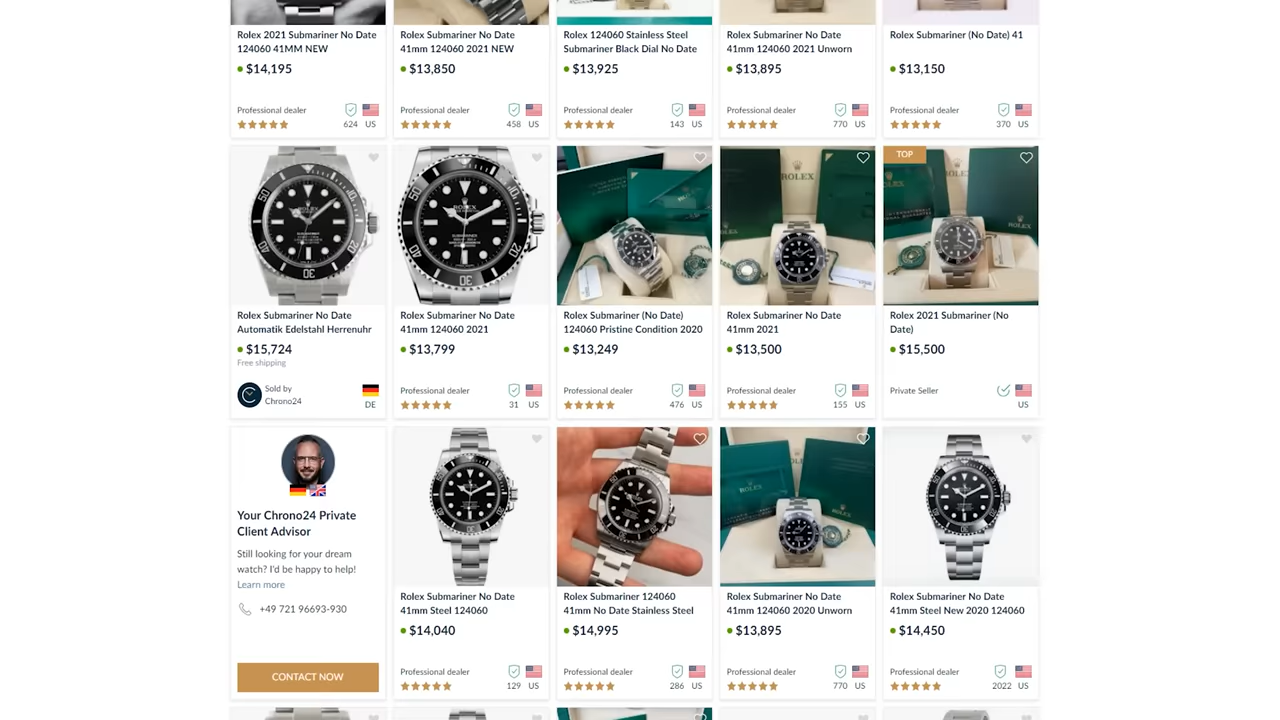 Rolex 2021 Submariner No Date
124060 41MM NEW
$14,195
Professional dealer
624 US
Rolex Submariner No Date
41mm 124060 2021 NEW
$13,850
Professional dealer
458 US
Rolex 124060 Stainless Steel
Submariner Black Dial No Date
$13,925
Professional dealer
143 US
Rolex Submariner No Date
41mm 124060 2021 Unworn
$13,895
Professional dealer
770 US
Rolex Submariner (No Date) 41
$13,150
Professional dealer
370 US
ROLEX
SUBMARINER
Rolex Submariner No Date
Automatik Edelstahl Herrenuhr
$15,724
Free shipping
Sold by
Chrono24
DE
ROLEX
SUBMARINER
Rolex Submariner No Date
41mm 124060 2021
$13,799
Professional dealer
31 US
Rolex Submariner (No Date)
124060 Pristine Condition 2020
$13,249
Professional dealer
476 US
ROLEX
Rolex Submariner No Date
41mm 2021
$13,500
Professional dealer
155 US
TOP
ROLEX
Rolex 2021 Submariner (No
Date)
$15,500
Private Seller
US
Your Chrono24 Private
Client Advisor
Still looking for your dream
watch? I'd be happy to help!
Learn more
+49 721 96693-930
CONTACT NOW
Rolex Submariner No Date
41mm Steel 124060
$14,040
Professional dealer
129 US
Rolex Submariner 124060
41mm No Date Stainless Steel
$14,995
Professional dealer
286 US
ROLEX
Rolex Submariner No Date
41mm 124060 2020 Unworn
$13,895
Professional dealer
770 US
Rolex Submariner No Date
41mm Steel New 2020 124060
$14,450
Professional dealer
2022 US